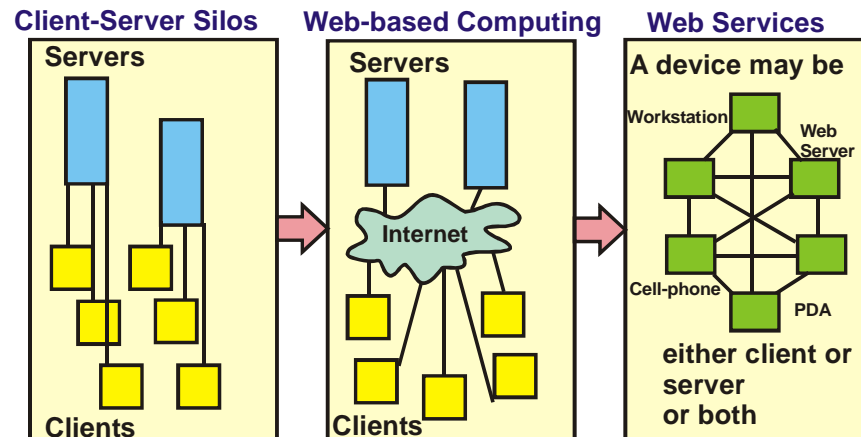 Client-Server Silos
Servers
Clients
Web-based Computing
Servers
Internet
Clients
Web Services
A device may be
Workstation
Web
Server
Cell-phone
PDA
either client or
server
or both